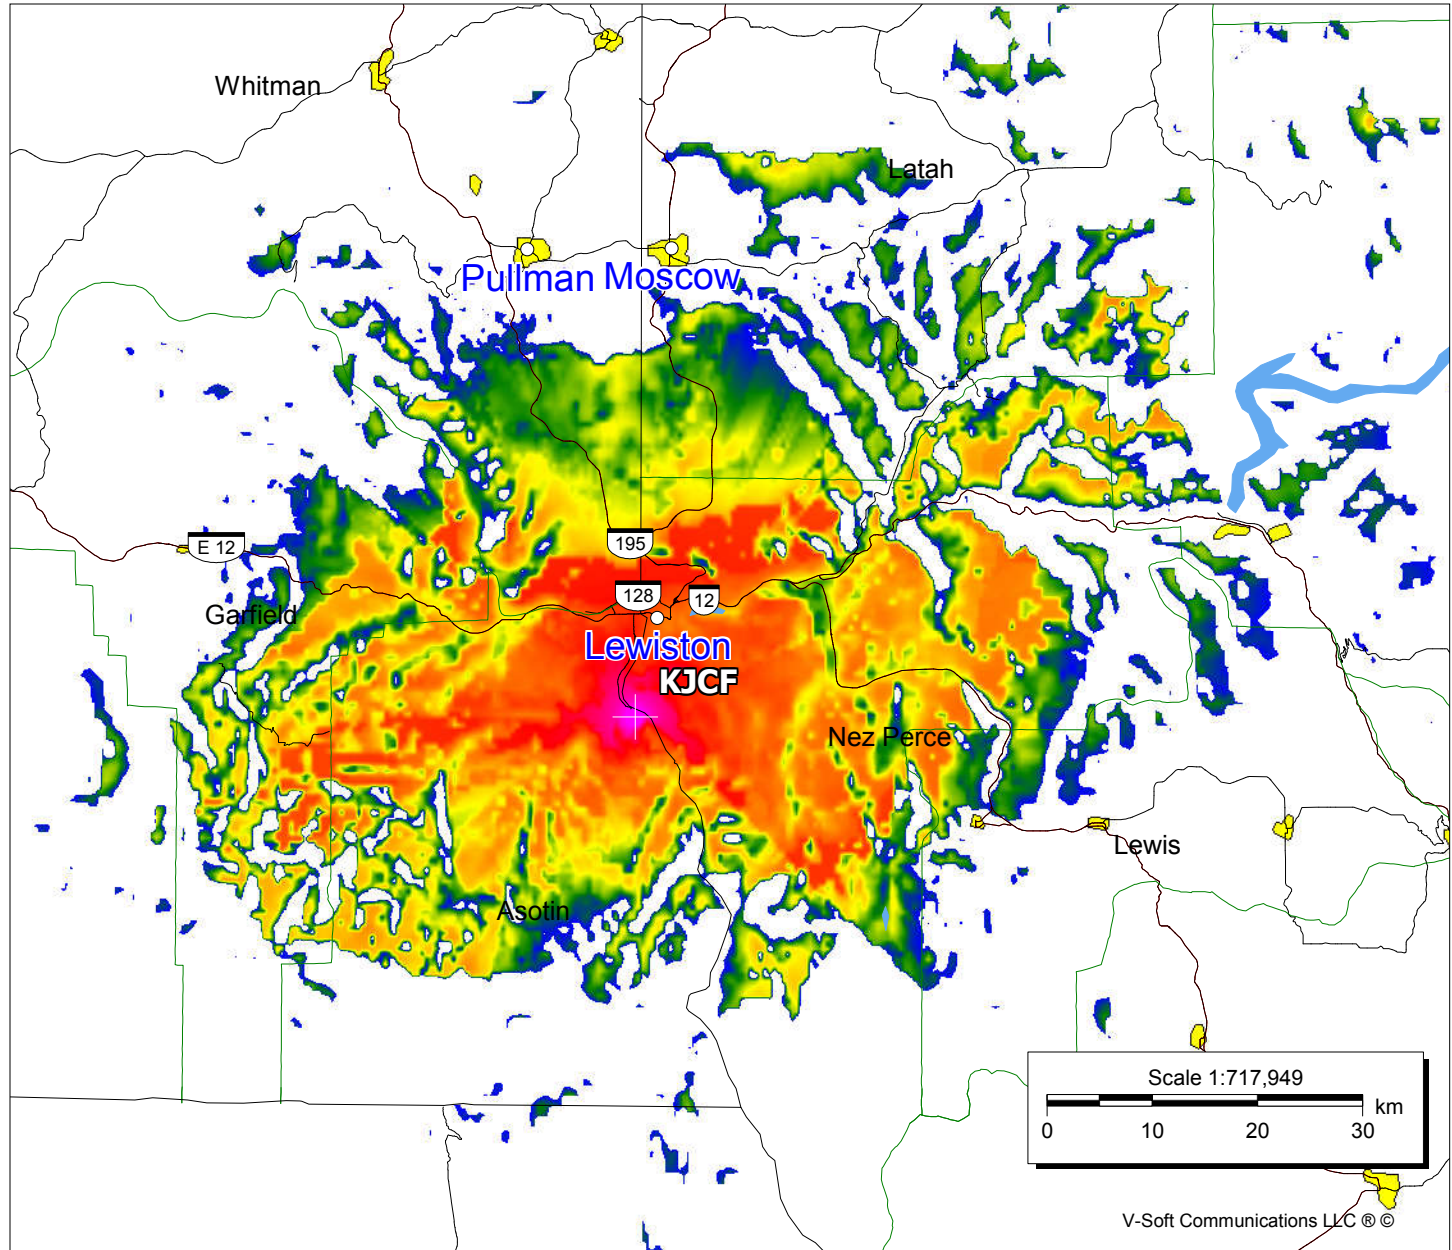 Whitman
Latah
Pullman
Moscow
195
E 12
128
12
Garfield
Lewiston
KJCF
Nez Perce
Lewis
Asotin
Scale 1:717,949
km
0 10 20 30
V-Soft Communications LLC ® ©